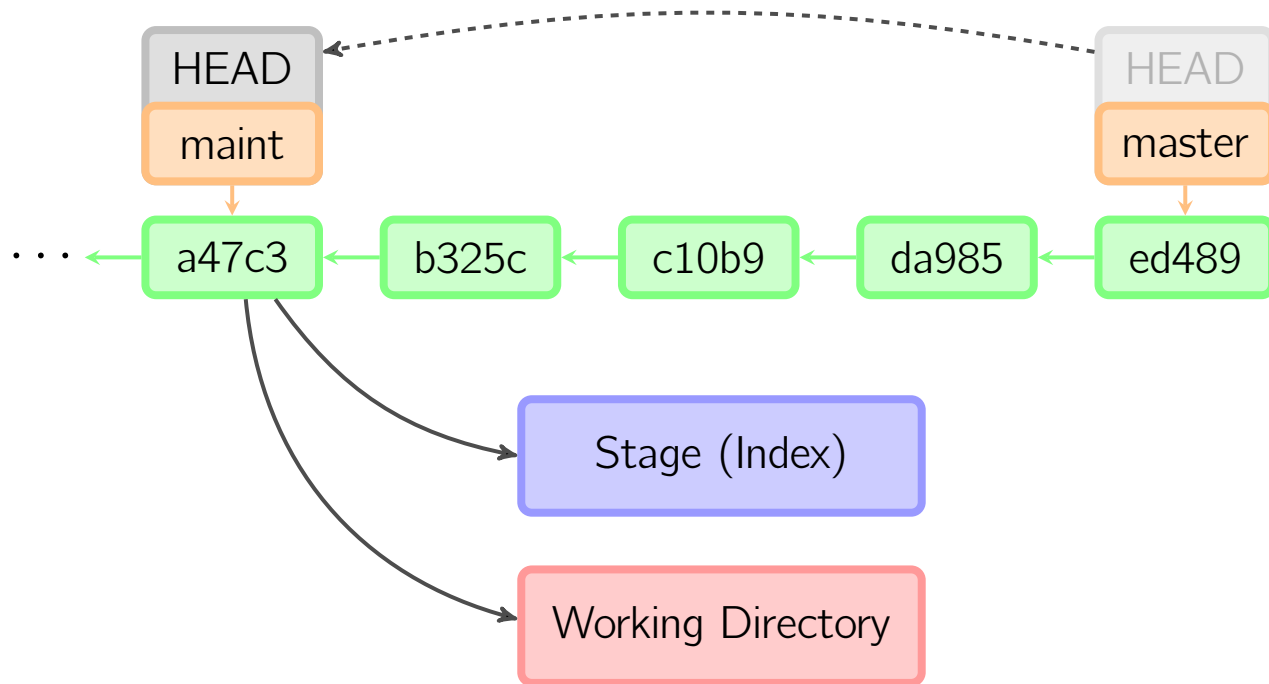 HEAD
HEAD
maint
master
... a47c3 b325c c10b9 da985 ed489
Stage (Index)
Working Directory